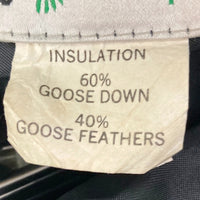 INSULATION
60%
GOOSE DOWN
40%
GOOSE FEATHERS